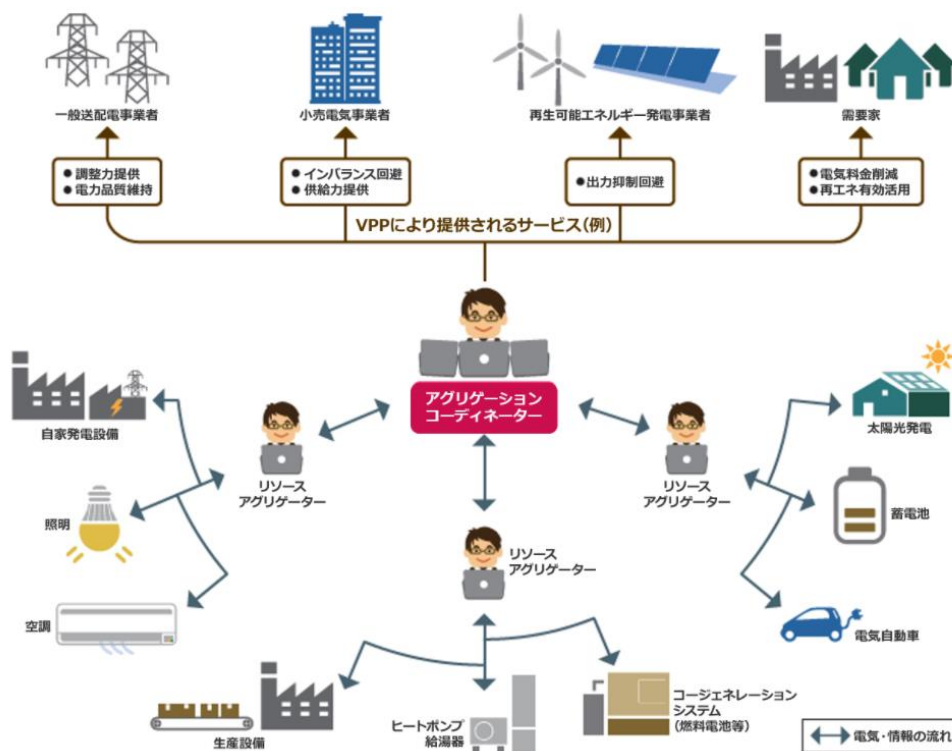 一般送配電事業者
小売電気事業者
再生可能エネルギー発電事業者
需要家
●調整力提供
●電力品質維持
●インバランス回避
●供給力提供
●出力抑制回避
●電気料金削減
●再エネ有効活用
VPPにより提供されるサービス(例)
アグリゲーション
コーディネーター
自家発電設備
リソース
アグリゲーター
リソース
アグリゲーター
太陽光発電
照明
蓄電池
リソース
アグリゲーター
空調
電気自動車
生産設備
ヒートポンプ
給湯器
コージェネレーション
システム
(燃料電池等)
電気・情報の流れ